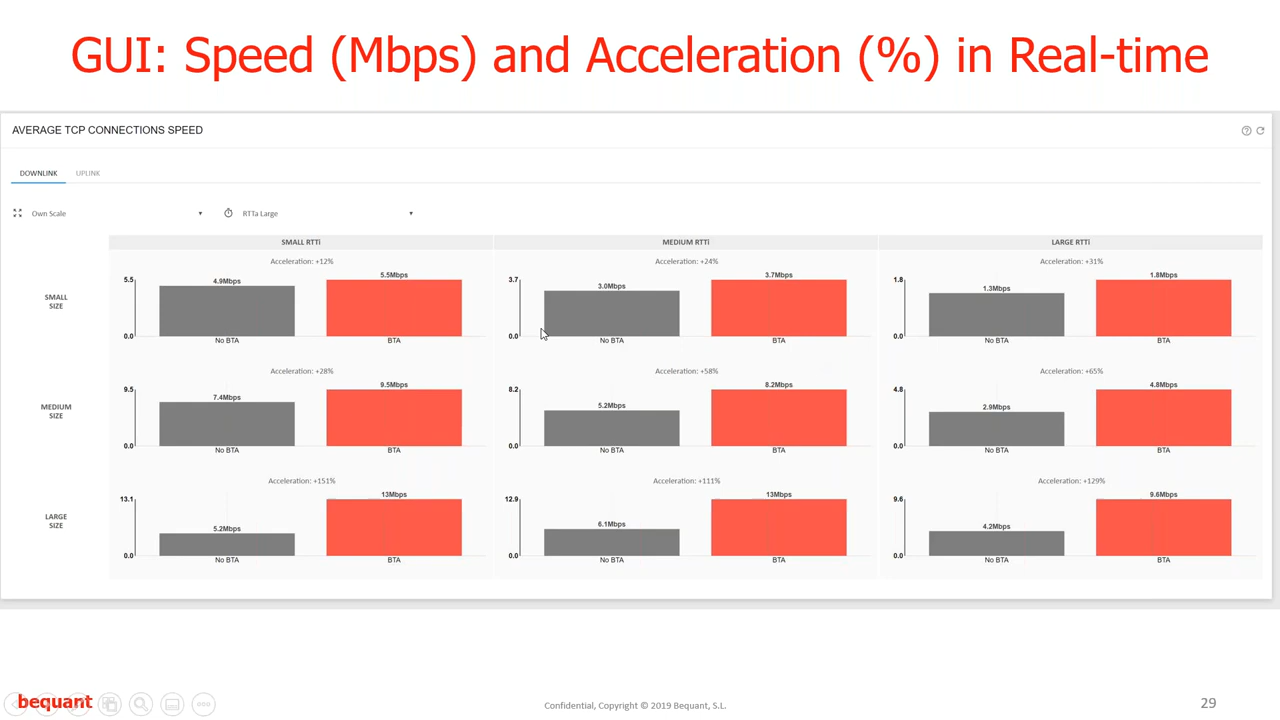 GUI: Speed (Mbps) and Acceleration (%) in Real-time
AVERAGE TCP CONNECTIONS SPEED
DOWNLINK UPLINK
Own Scale RTTa Large
SMALL RTTi MEDIUM RTTi LARGE RTTi
Acceleration: +12% Acceleration: +24% Acceleration: +31%
5.5 4.9Mbps 5.5Mbps 3.7 3.0Mbps 3.7Mbps 1.8 1.3Mbps 1.8Mbps
SMALL
SIZE
0.0 No BTA BTA 0.0 No BTA BTA 0.0 No BTA BTA
Acceleration: +28% Acceleration: +58% Acceleration: +65%
9.5 7.4Mbps 9.5Mbps 8.2 5.2Mbps 8.2Mbps 4.8 2.9Mbps 4.8Mbps
MEDIUM
SIZE
0.0 No BTA BTA 0.0 No BTA BTA 0.0 No BTA BTA
Acceleration: +151% Acceleration: +111% Acceleration: +129%
13.1 5.2Mbps 13Mbps 12.9 6.1Mbps 13Mbps 9.6 4.2Mbps 9.6Mbps
LARGE
SIZE
0.0 No BTA BTA 0.0 No BTA BTA 0.0 No BTA BTA
bequant Confidential, Copyright © 2019 Bequant, S.L. 29